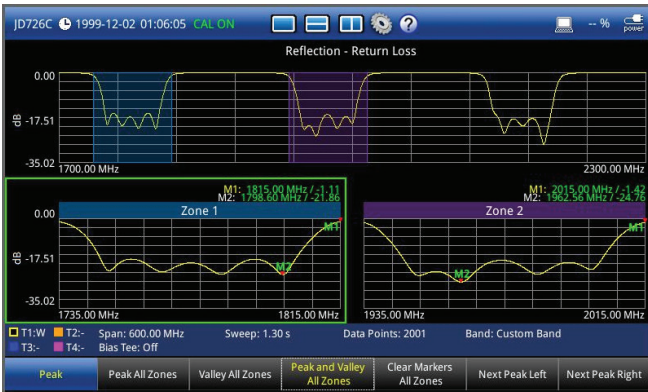 JD726C 1999-12-02 01:06:05 CAL ON -- % power
Reflection - Return Loss
0.00
dB -17.51
-35.02
1700.00 MHz 2300.00 MHz
M1: 1815.00 MHz / -1.11
M2: 1798.60 MHz / -21.86
Zone 1
0.00
M1
dB -17.51
M2
-35.02
1735.00 MHz 1815.00 MHz
M1: 2015.00 MHz / -1.42
M2: 1962.56 MHz / -24.76
Zone 2
M1
M2
1935.00 MHz 2015.00 MHz
T1:W T2:- Span: 600.00 MHz Sweep: 1.30 s Data Points: 2001 Band: Custom Band
T3:- T4:- Bias Tee: Off
Peak
Peak All Zones
Valley All Zones
Peak and Valley
All Zones
Clear Markers
All Zones
Next Peak Left
Next Peak Right